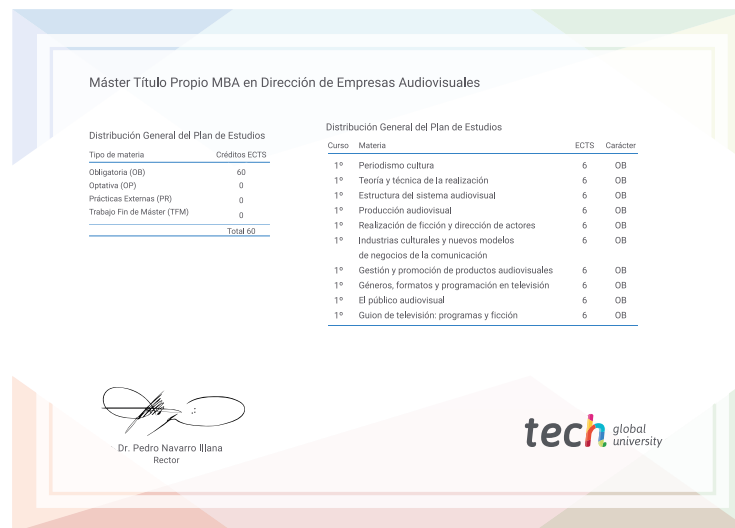 Máster Título Propio MBA en Dirección de Empresas Audiovisuales
Distribución General del Plan de Estudios
Tipo de materia Créditos ECTS
Obligatoria (OB) 60
Optativa (OP) 0
Prácticas Externas (PR) 0
Trabajo Fin de Máster (TFM) 0
Total 60
Distribución General del Plan de Estudios
Curso Materia ECTS Carácter
1º Periodismo cultura 6 OB
1º Teoría y técnica de la realización 6 OB
1º Estructura del sistema audiovisual 6 OB
1º Producción audiovisual 6 OB
1º Realización de ficción y dirección de actores 6 OB
1º Industrias culturales y nuevos modelos 6 OB
de negocios de la comunicación
1º Gestión y promoción de productos audiovisuales 6 OB
1º Géneros, formatos y programación en televisión 6 OB
1º El público audiovisual 6 OB
1º Guion de televisión: programas y ficción 6 OB
Dr. Pedro Navarro Illana
Rector
tech global
university